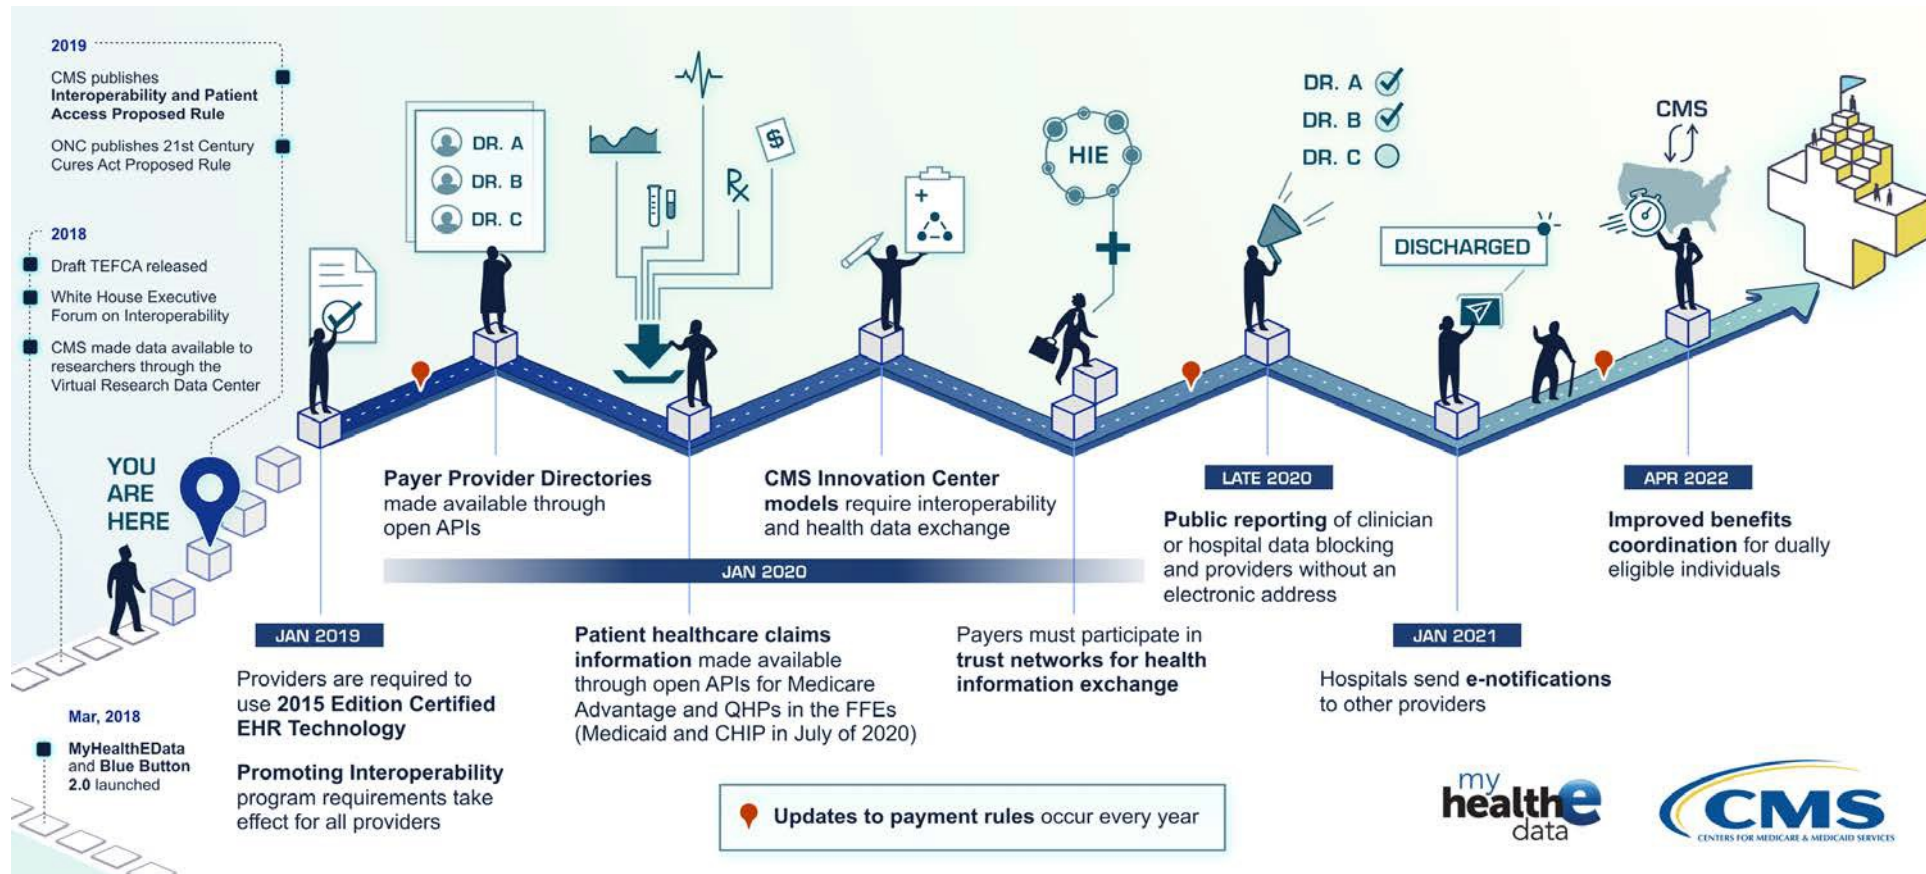 2019
CMS publishes
Interoperability and Patient
Access Proposed Rule
ONC publishes 21st Century
Cures Act Proposed Rule
2018
Draft TEFCA released
White House Executive
Forum on Interoperability
CMS made data available to
researchers through the
Virtual Research Data Center
YOU
ARE
HERE
Mar, 2018
MyHealthEData
and Blue Button
2.0 launched
DR. A
DR. B
DR. C
$
Rx
HIE
DR. A
DR. B
DR. C
DISCHARGED
CMS
JAN 2019
Providers are required to
use 2015 Edition Certified
EHR Technology
Promoting Interoperability
program requirements take
effect for all providers
Payer Provider Directories
made available through
open APIs
CMS Innovation Center
models require interoperability
and health data exchange
JAN 2020
Patient healthcare claims
information made available
through open APIs for Medicare
Advantage and QHPs in the FFEs
(Medicaid and CHIP in July of 2020)
Payers must participate in
trust networks for health
information exchange
LATE 2020
Public reporting of clinician
or hospital data blocking
and providers without an
electronic address
JAN 2021
Hospitals send e-notifications
to other providers
APR 2022
Improved benefits
coordination for dually
eligible individuals
Updates to payment rules occur every year
my
healthe
data
CMS
CENTERS FOR MEDICARE & MEDICAID SERVICES